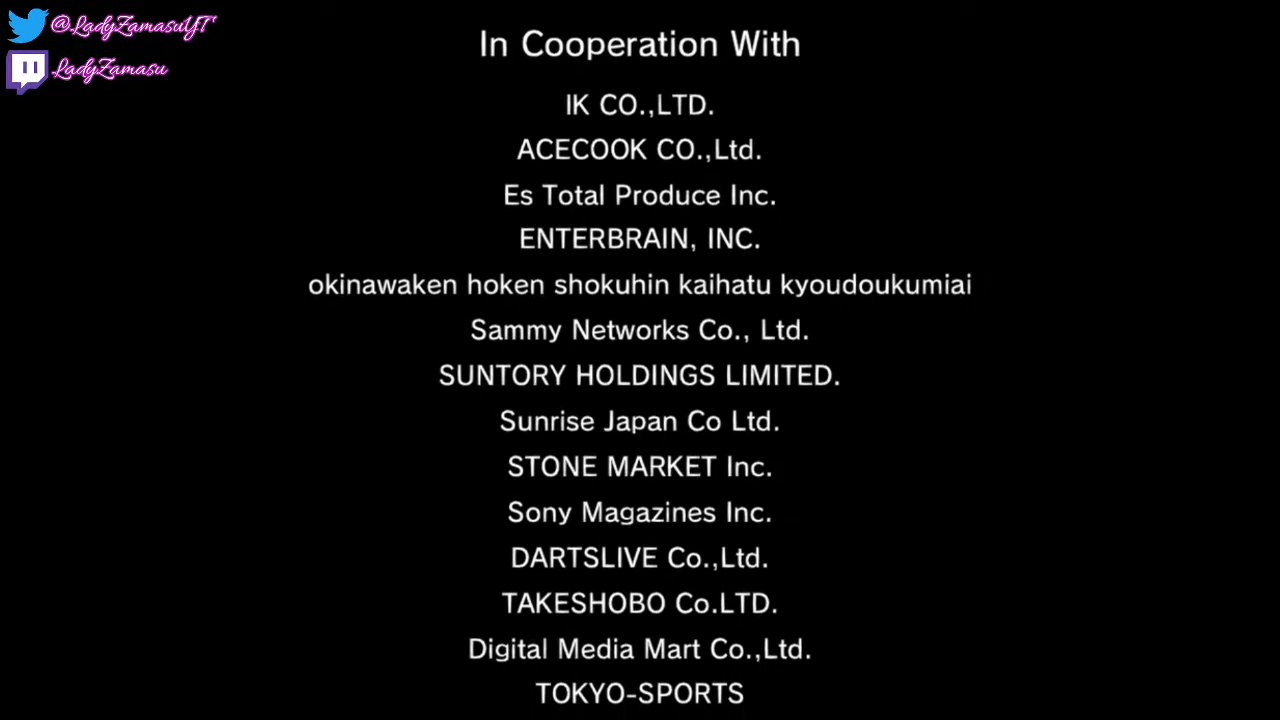 @LadyZamasuYT
LadyZamasu
In Cooperation With
IK CO.,LTD.
ACECOOK CO.,Ltd.
Es Total Produce Inc.
ENTERBRAIN, INC.
okinawaken hoken shokuhin kaihatu kyoudoukumiai
Sammy Networks Co., Ltd.
SUNTORY HOLDINGS LIMITED.
Sunrise Japan Co Ltd.
STONE MARKET Inc.
Sony Magazines Inc.
DARTSLIVE Co.,Ltd.
TAKESHOBO Co.LTD.
Digital Media Mart Co.,Ltd.
TOKYO-SPORTS